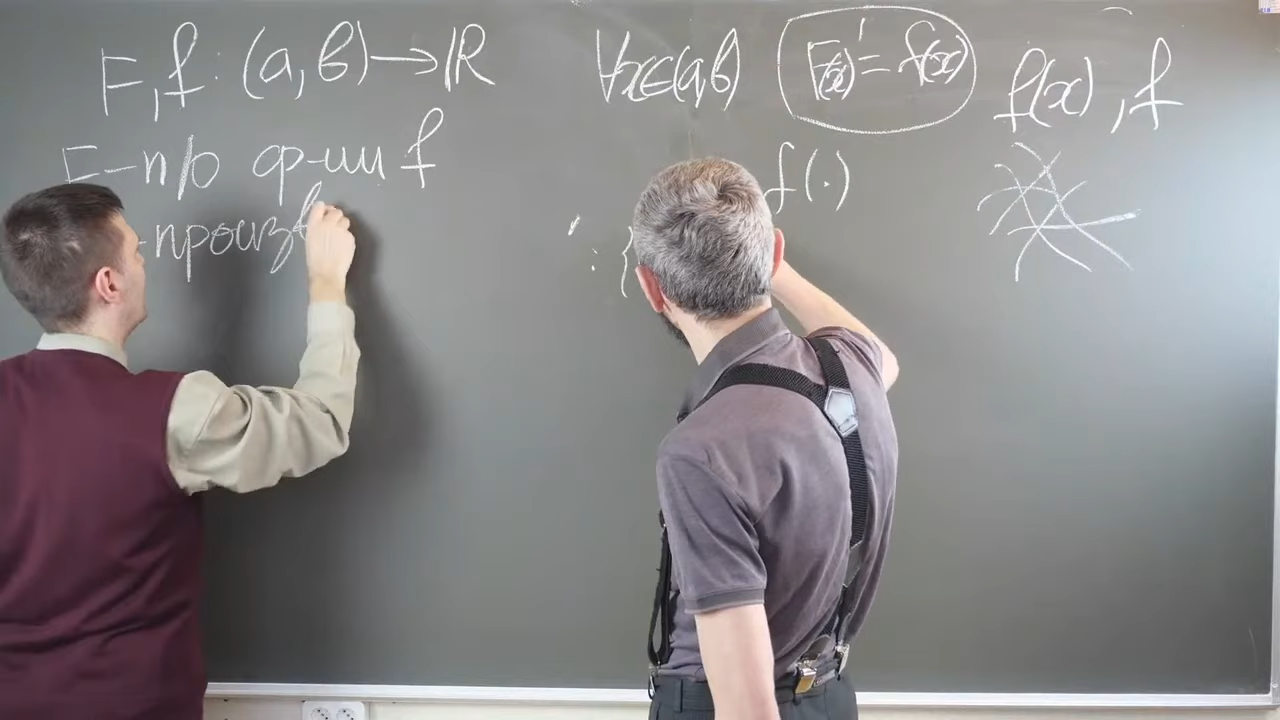 F, f : (a, b) → ℝ ∀x∈(a, b) F(x)' = f(x) f(x), f
F – п/о ф-ии f f(·)
-произв : {